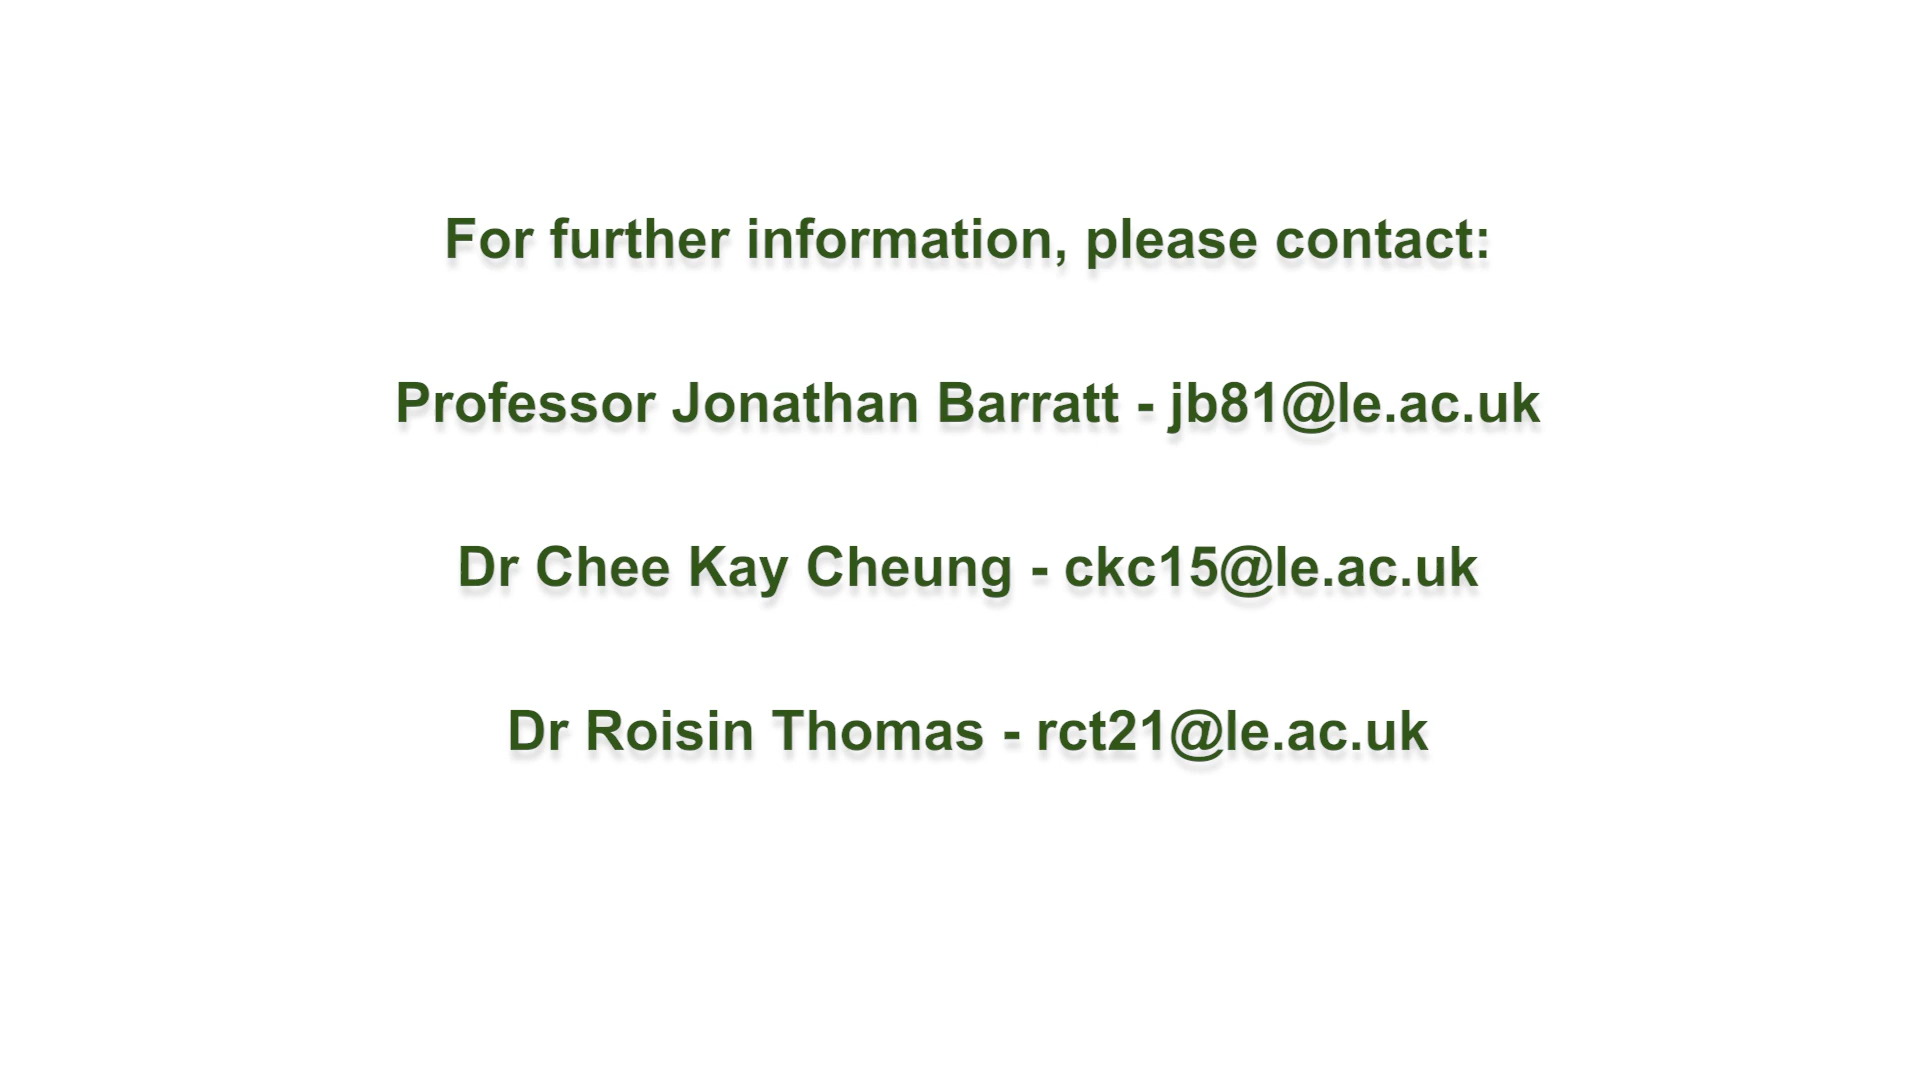 For further information, please contact:
Professor Jonathan Barratt - jb81@le.ac.uk
Dr Chee Kay Cheung - ckc15@le.ac.uk
Dr Roisin Thomas - rct21@le.ac.uk